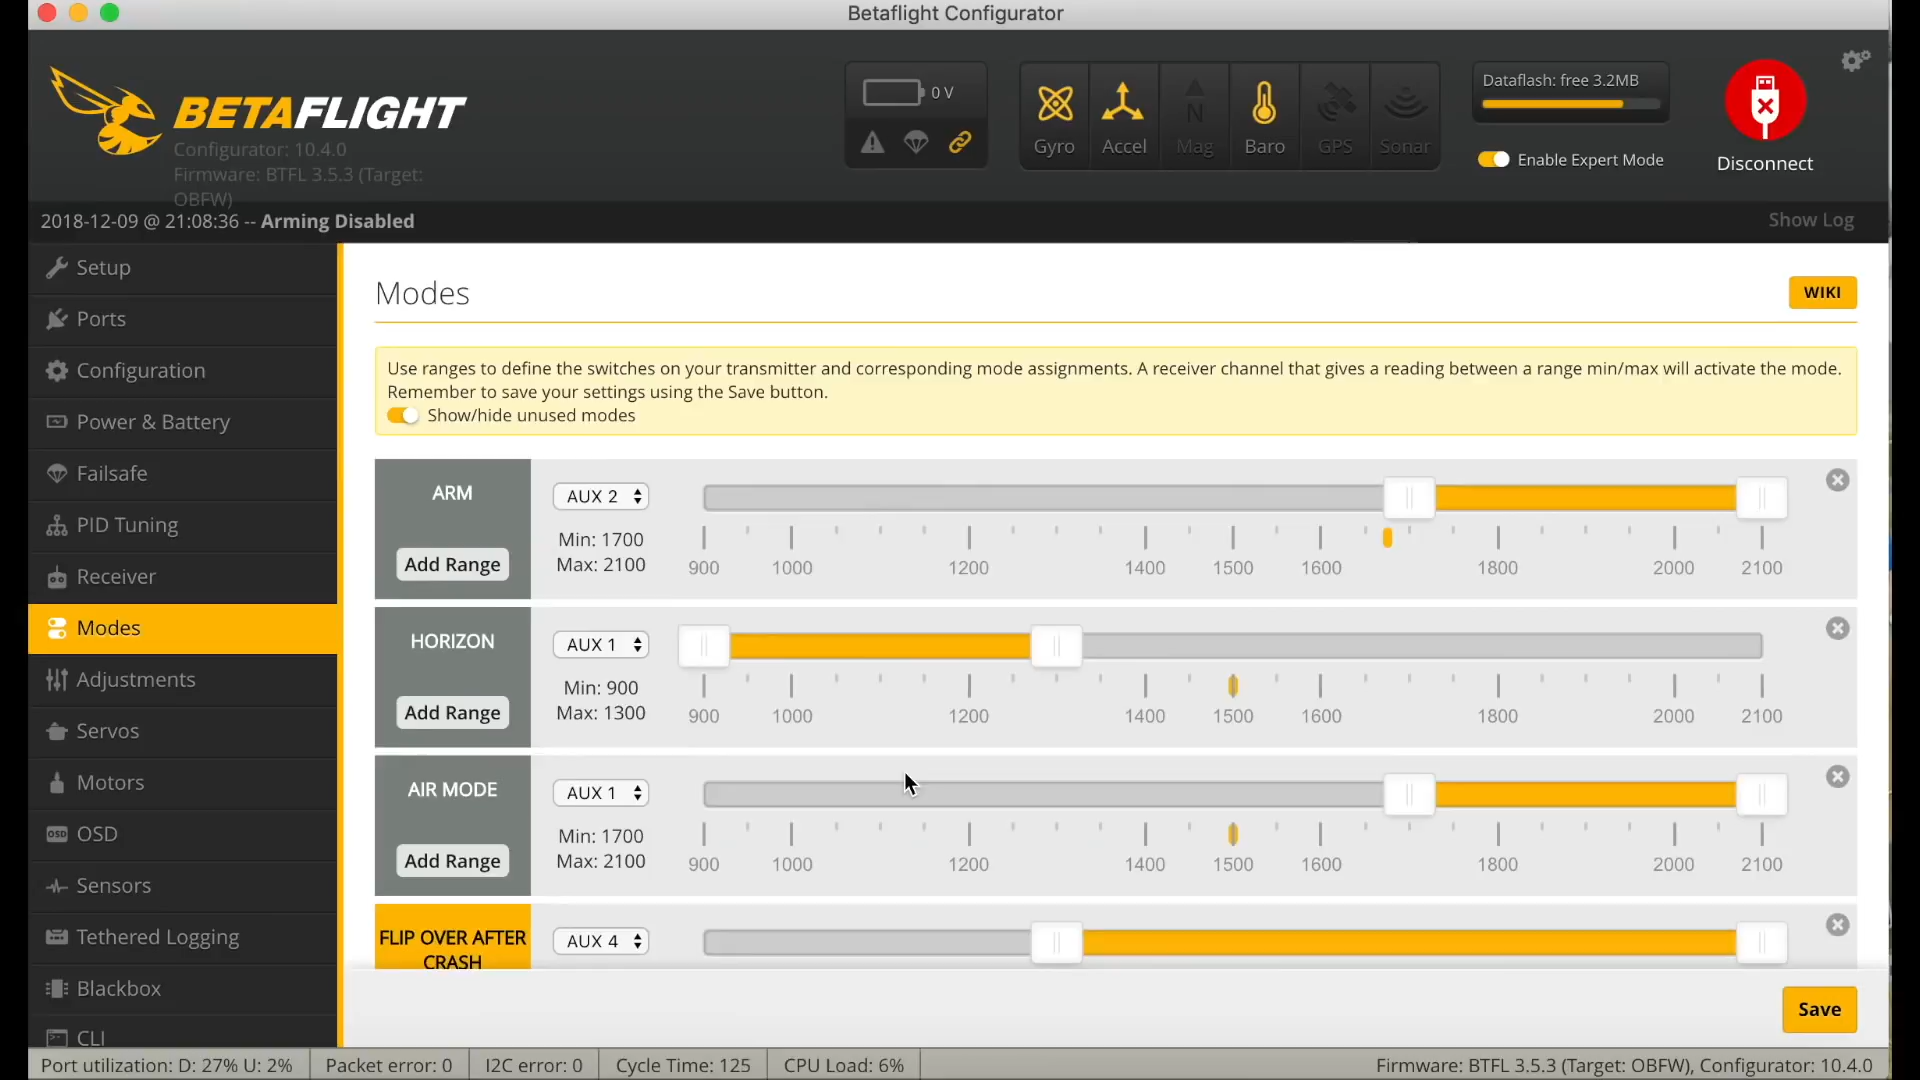 Betaflight Configurator
BETAFLIGHT
Configurator: 10.4.0
Firmware: BTFL 3.5.3 (Target:
OBFW)
0 V
Gyro
Accel
N
Mag
Baro
GPS
Sonar
Dataflash: free 3.2MB
Enable Expert Mode
Disconnect
2018-12-09 @ 21:08:36 -- Arming Disabled
Show Log
Setup
Ports
Configuration
Power & Battery
Failsafe
PID Tuning
Receiver
Modes
Adjustments
Servos
Motors
OSD OSD
Sensors
Tethered Logging
Blackbox
CLI
Modes
WIKI
Use ranges to define the switches on your transmitter and corresponding mode assignments. A receiver channel that gives a reading between a range min/max will activate the mode.
Remember to save your settings using the Save button.
Show/hide unused modes
ARM
Add Range
AUX 2
Min: 1700
Max: 2100
900 1000 1200 1400 1500 1600 1800 2000 2100
HORIZON
Add Range
AUX 1
Min: 900
Max: 1300
900 1000 1200 1400 1500 1600 1800 2000 2100
AIR MODE
Add Range
AUX 1
Min: 1700
Max: 2100
900 1000 1200 1400 1500 1600 1800 2000 2100
FLIP OVER AFTER
CRASH
AUX 4
Save
Port utilization: D: 27% U: 2%
Packet error: 0
I2C error: 0
Cycle Time: 125
CPU Load: 6%
Firmware: BTFL 3.5.3 (Target: OBFW), Configurator: 10.4.0